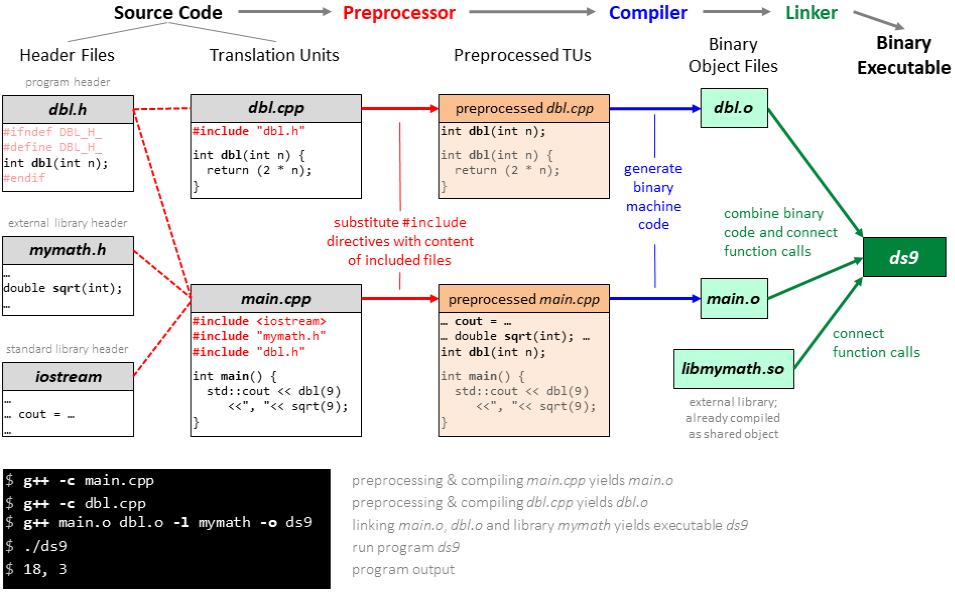 Source Code
Preprocessor
Compiler
Linker
Binary
Executable
Header Files
Translation Units
Preprocessed TUs
Binary
Object Files
program header
dbl.h
#ifndef DBL_H_
#define DBL_H_
int dbl(int n);
#endif
external library header
mymath.h
…
double sqrt(int);
…
standard library header
iostream
…
… cout = …
…
dbl.cpp
#include "dbl.h"
int dbl(int n) {
return (2 * n);
}
main.cpp
#include <iostream>
#include "mymath.h"
#include "dbl.h"
int main() {
std::cout << dbl(9)
<<", "<< sqrt(9);
}
substitute #include
directives with content
of included files
preprocessed dbl.cpp
int dbl(int n);
int dbl(int n) {
return (2 * n);
}
preprocessed main.cpp
… cout = …
… double sqrt(int); …
int dbl(int n);
int main() {
std::cout << dbl(9)
<<", "<< sqrt(9);
}
generate
binary
machine
code
dbl.o
main.o
libmymath.so
external library;
already compiled
as shared object
combine binary
code and connect
function calls
connect
function calls
ds9
$ g++ -c main.cpp
preprocessing & compiling main.cpp yields main.o
$ g++ -c dbl.cpp
preprocessing & compiling dbl.cpp yields dbl.o
$ g++ main.o dbl.o -l mymath -o ds9
linking main.o, dbl.o and library mymath yields executable ds9
$ ./ds9
run program ds9
$ 18, 3
program output